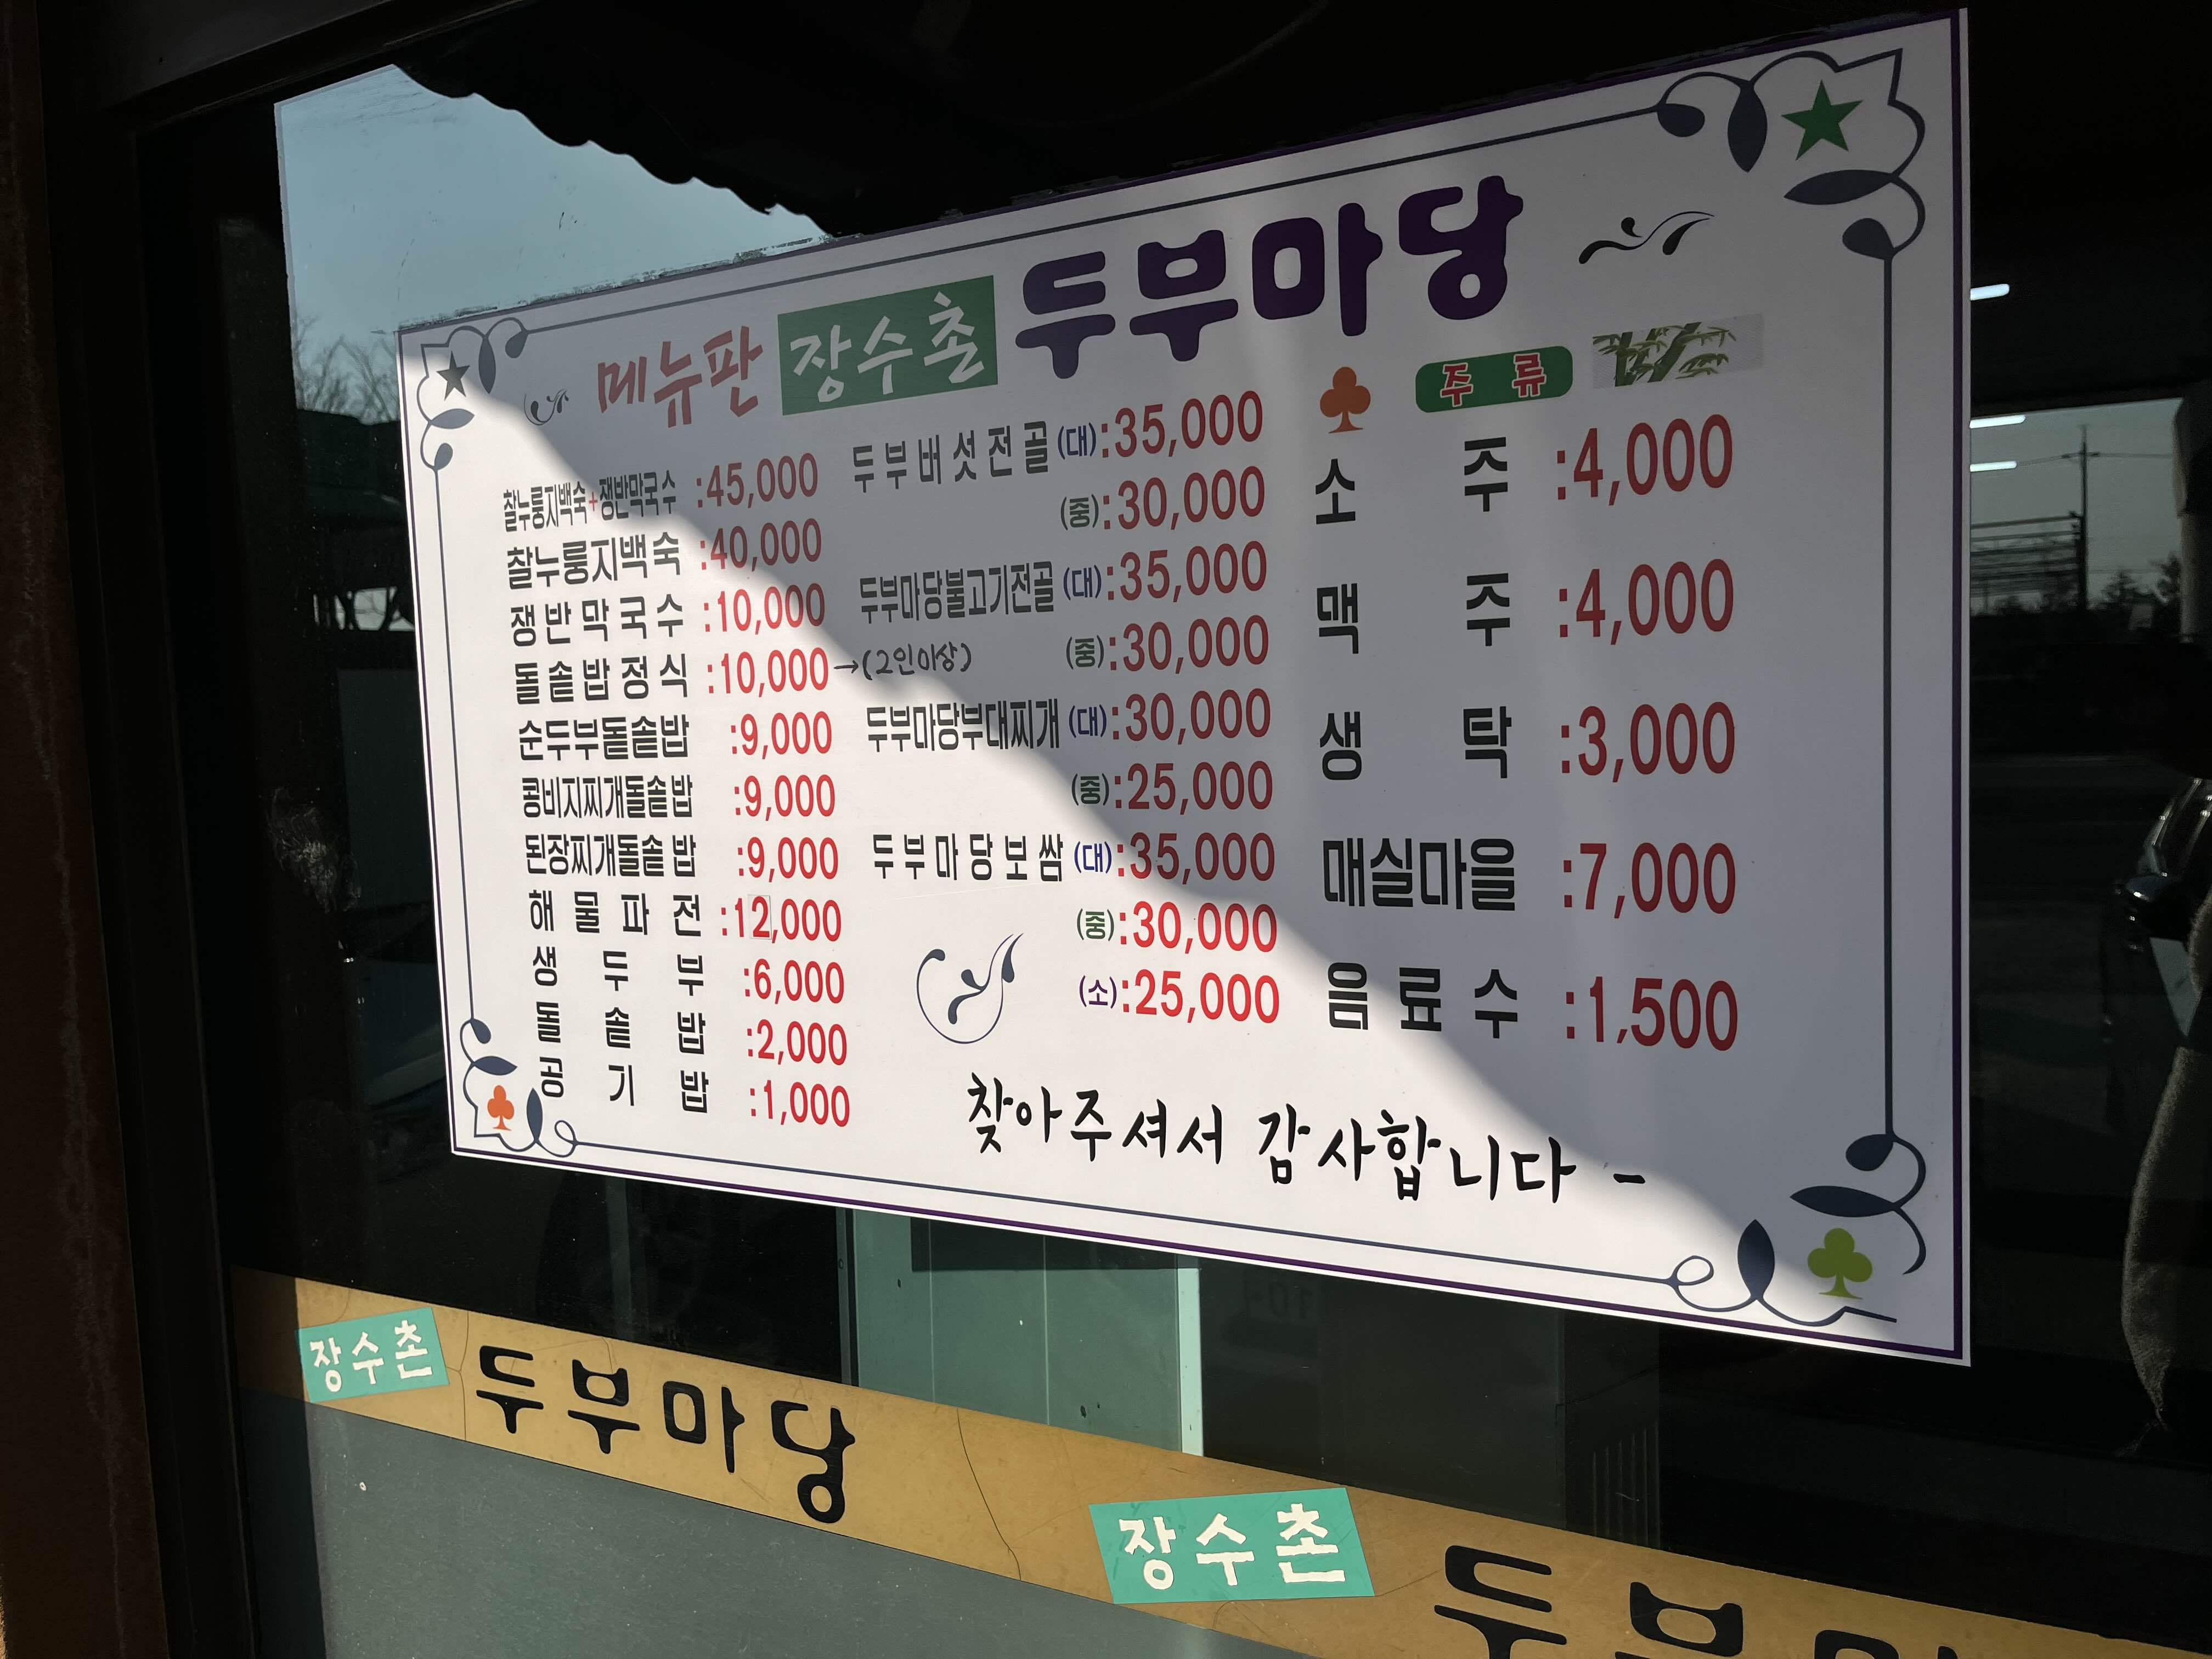 메뉴판 장수촌 두부마당
찰누룽지백숙+쟁반막국수 :45,000
찰누룽지백숙 :40,000
쟁반막국수 :10,000
돌솥밥정식 :10,000→(2인이상)
순두부돌솥밥 :9,000
콩비지찌개돌솥밥 :9,000
된장찌개돌솥밥 :9,000
해물파전 :12,000
생두부 :6,000
돌솥밥 :2,000
공기밥 :1,000
두부버섯전골 (대):35,000
(중):30,000
두부마당불고기전골 (대):35,000
(중):30,000
두부마당부대찌개 (대):30,000
(중):25,000
두부마당보쌈 (대):35,000
(중):30,000
(소):25,000
주류
소주 :4,000
맥주 :4,000
생탁 :3,000
매실마을 :7,000
음료수 :1,500
찾아주셔서 감사합니다 -
장수촌 두부마당 장수촌 두부마